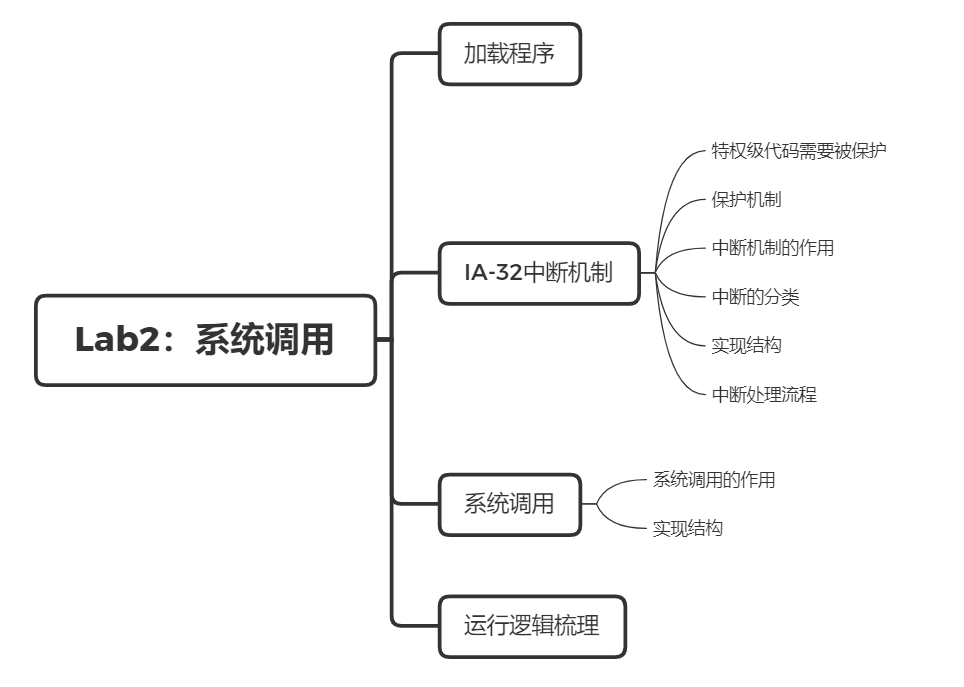 Lab2：系统调用
加载程序
IA-32中断机制
特权级代码需要被保护
保护机制
中断机制的作用
中断的分类
实现结构
中断处理流程
系统调用
系统调用的作用
实现结构
运行逻辑梳理